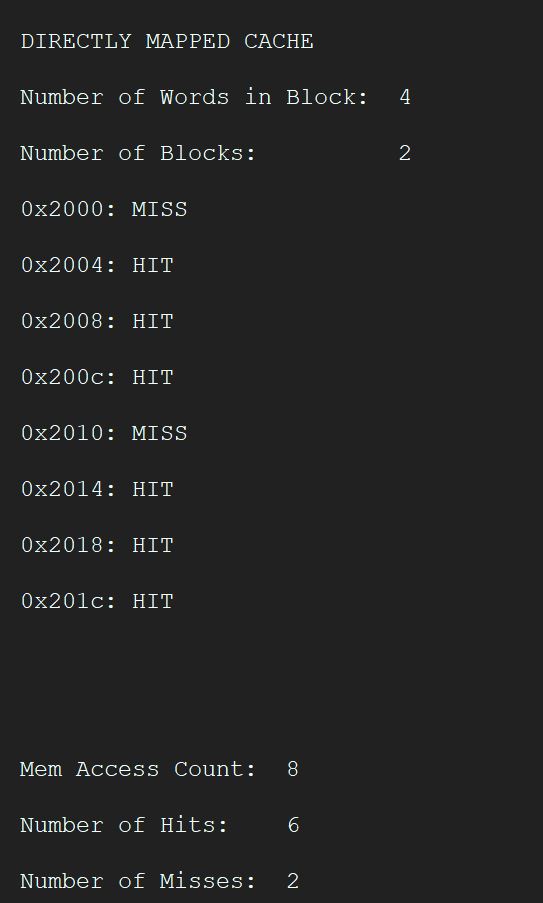 DIRECTLY MAPPED CACHE
Number of Words in Block:  4
Number of Blocks:          2
0x2000: MISS
0x2004: HIT
0x2008: HIT
0x200c: HIT
0x2010: MISS
0x2014: HIT
0x2018: HIT
0x201c: HIT
Mem Access Count:  8
Number of Hits:    6
Number of Misses:  2